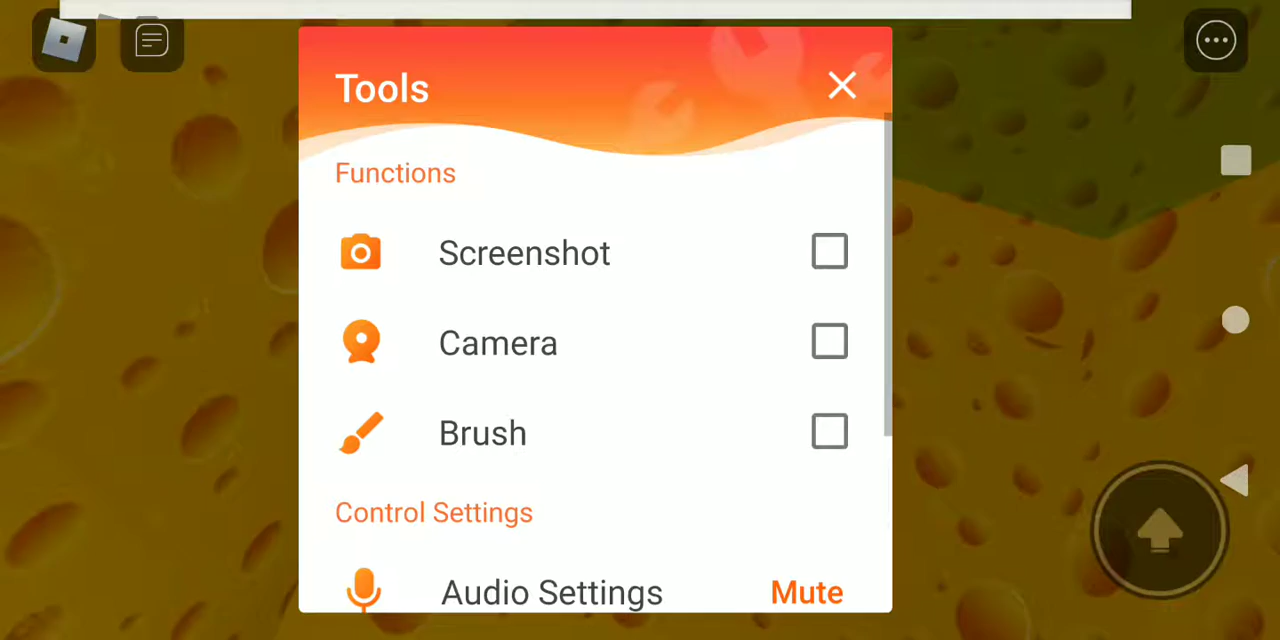 Tools
Functions
Screenshot
Camera
Brush
Control Settings
Audio Settings Mute